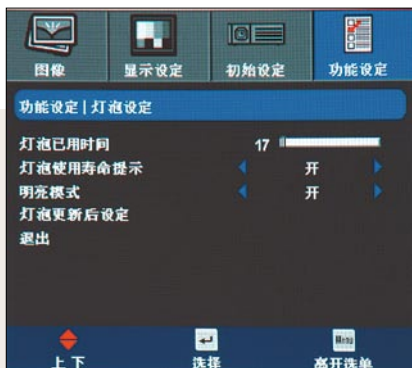 图像
显示设定
初始设定
功能设定
功能设定 | 灯泡设定
灯泡已用时间 17
灯泡使用寿命提示 开
明亮模式 开
灯泡更新后设定
退出
Menu
上下
选择
离开选单